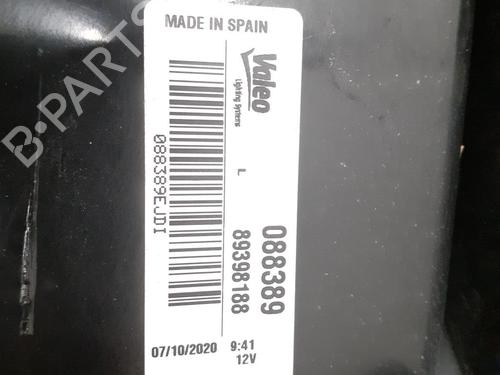 MADE IN SPAIN
Valeo
Lighting Systems
L
088389EJDI
088389
89398188
07/10/2020 9:41
12V
B-PARTS